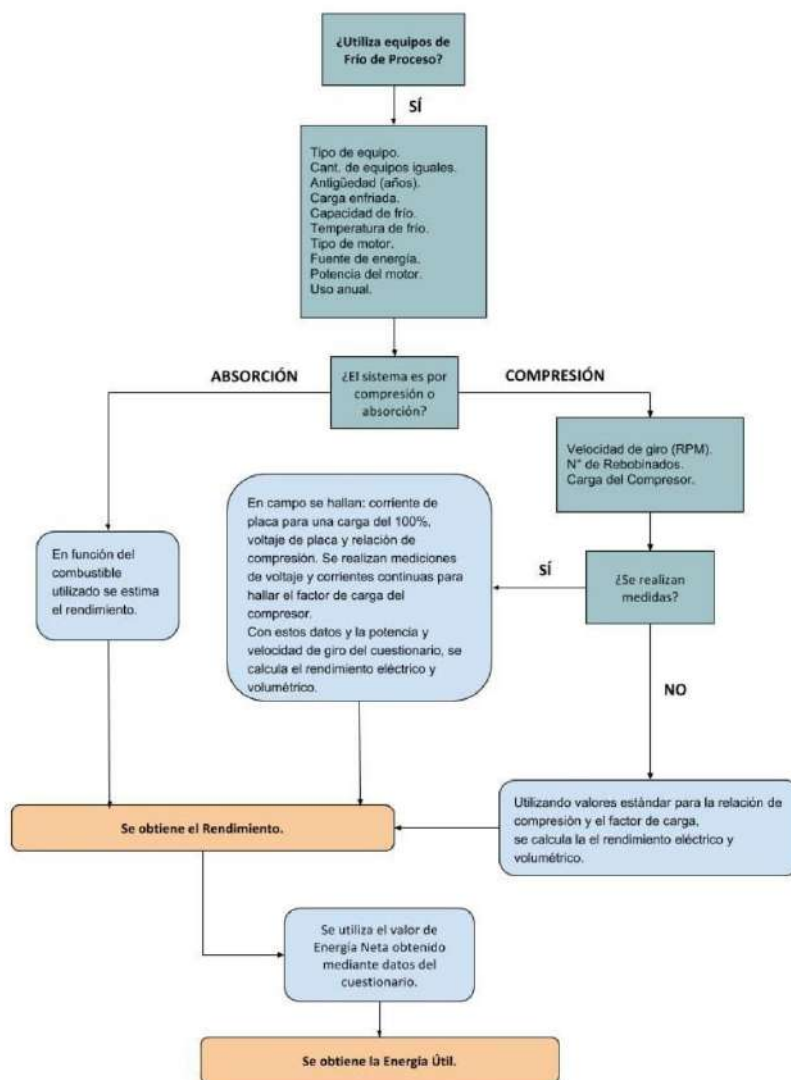 ¿Utiliza equipos de
Frío de Proceso?
SÍ
Tipo de equipo.
Cant. de equipos iguales.
Antigüedad (años).
Carga enfriada.
Capacidad de frío.
Temperatura de frío.
Tipo de motor.
Fuente de energía.
Potencia del motor.
Uso anual.
ABSORCIÓN
¿El sistema es por
compresión o
absorción?
COMPRESIÓN
Velocidad de giro (RPM).
N° de Rebobinados.
Carga del Compresor.
En campo se hallan: corriente de
placa para una carga del 100%,
voltaje de placa y relación de
compresión. Se realizan mediciones
de voltaje y corrientes continuas para
hallar el factor de carga del
compresor.
Con estos datos y la potencia y
velocidad de giro del cuestionario, se
calcula el rendimiento eléctrico y
volumétrico.
En función del
combustible
utilizado se estima
el rendimiento.
SÍ
¿Se realizan
medidas?
NO
Utilizando valores estándar para la relación de
compresión y el factor de carga,
se calcula la el rendimiento eléctrico y
volumétrico.
Se obtiene el Rendimiento.
Se utiliza el valor de
Energía Neta obtenido
mediante datos del
cuestionario.
Se obtiene la Energía Útil.